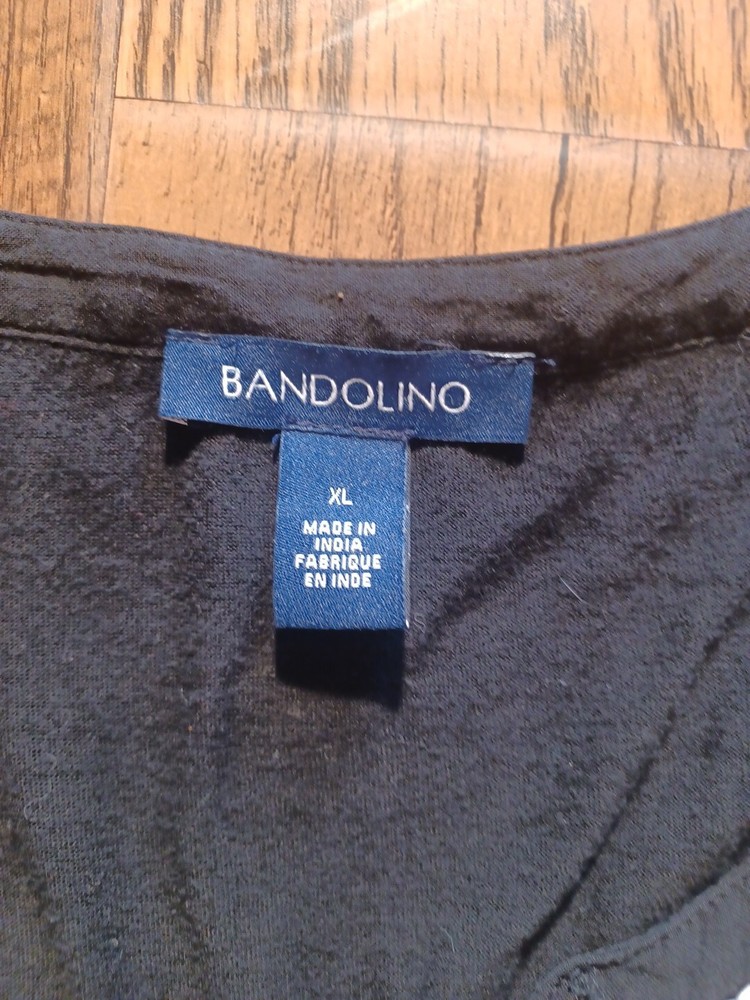 BANDOLINO
XL
MADE IN
INDIA
FABRIQUE
EN INDE